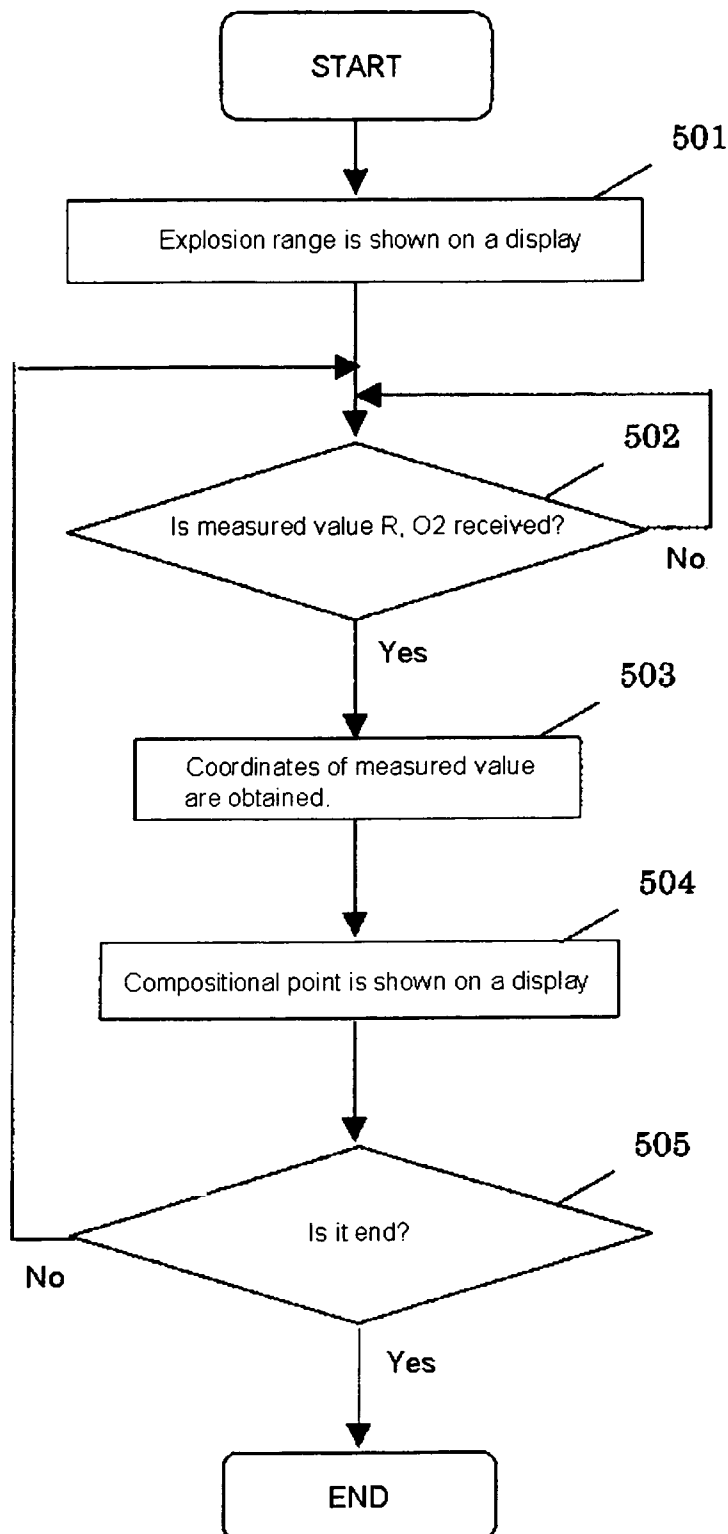 START
501
Explosion range is shown on a display
502
Is measured value R, O2 received?
No
Yes
503
Coordinates of measured value
are obtained.
504
Compositional point is shown on a display
505
Is it end?
No
Yes
END